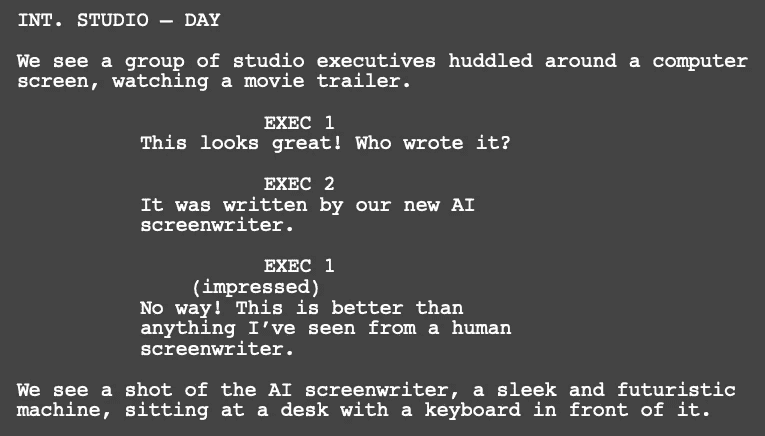 INT. STUDIO – DAY
We see a group of studio executives huddled around a computer
screen, watching a movie trailer.
EXEC 1
This looks great! Who wrote it?
EXEC 2
It was written by our new AI
screenwriter.
EXEC 1
(impressed)
No way! This is better than
anything I’ve seen from a human
screenwriter.
We see a shot of the AI screenwriter, a sleek and futuristic
machine, sitting at a desk with a keyboard in front of it.